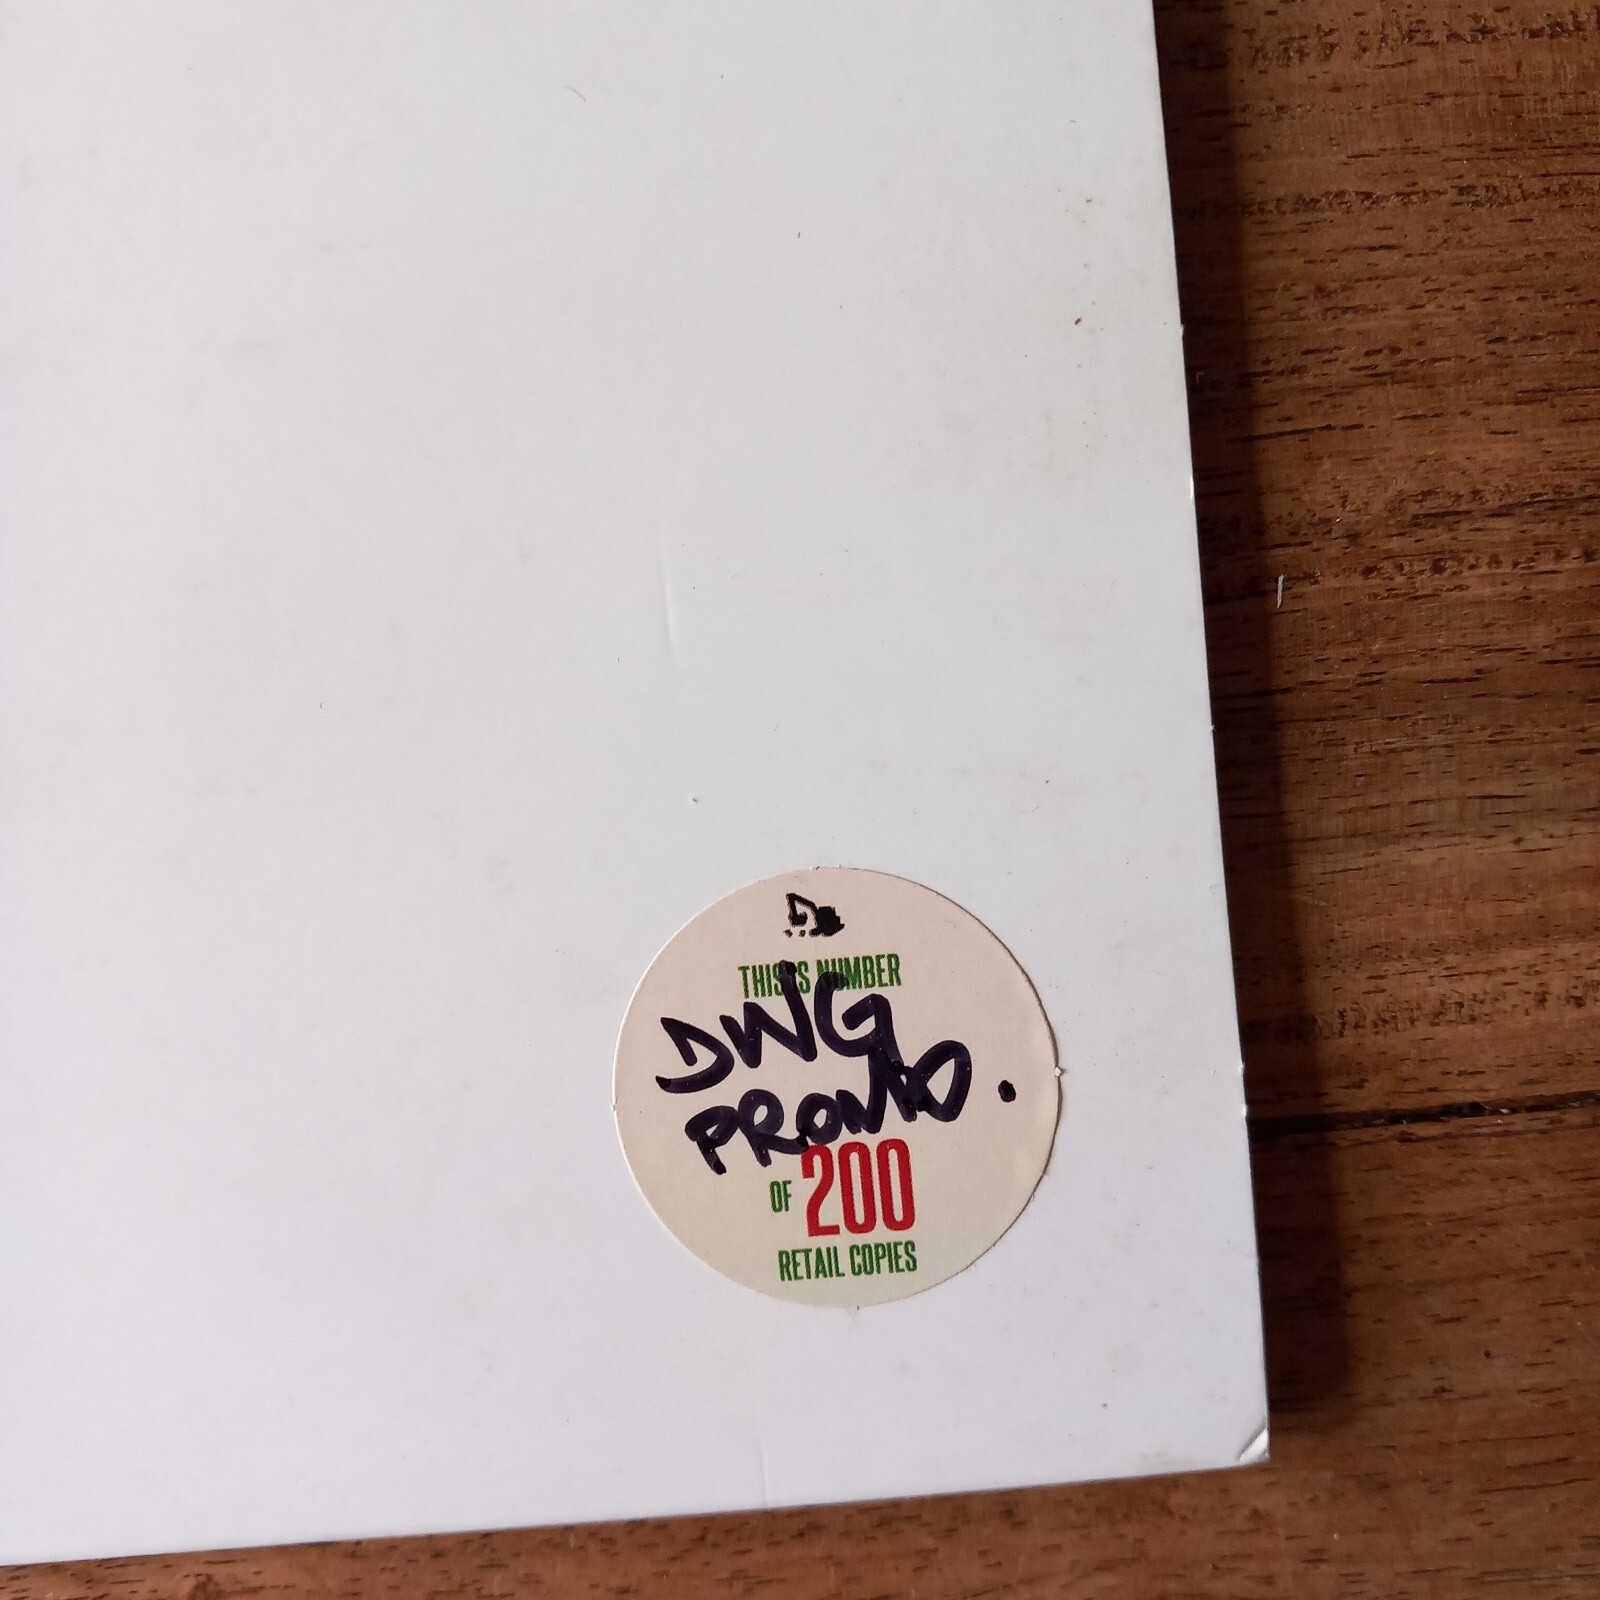 THIS IS NUMBER
DWG
PROMO.
OF 200
RETAIL COPIES